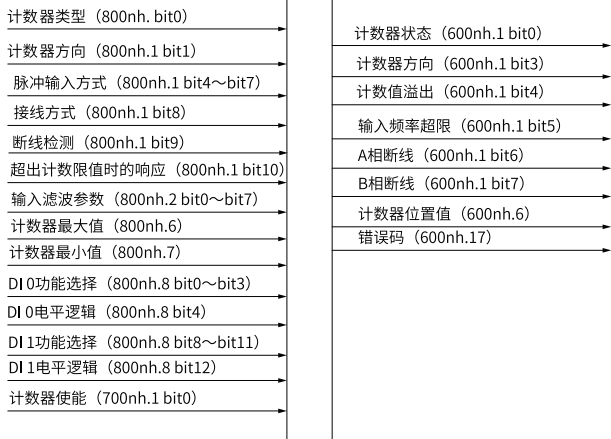 计数器类型（800nh. bit0）
计数器方向（800nh.1 bit1）
脉冲输入方式（800nh.1 bit4～bit7）
接线方式（800nh.1 bit8）
断线检测（800nh.1 bit9）
超出计数限值时的响应（800nh.1 bit10）
输入滤波参数（800nh.2 bit0～bit7）
计数器最大值（800nh.6）
计数器最小值（800nh.7）
DI 0功能选择（800nh.8 bit0～bit3）
DI 0电平逻辑（800nh.8 bit4）
DI 1功能选择（800nh.8 bit8～bit11）
DI 1电平逻辑（800nh.8 bit12）
计数器使能（700nh.1 bit0）
计数器状态（600nh.1 bit0）
计数器方向（600nh.1 bit3）
计数值溢出（600nh.1 bit4）
输入频率超限（600nh.1 bit5）
A相断线（600nh.1 bit6）
B相断线（600nh.1 bit7）
计数器位置值（600nh.6）
错误码（600nh.17）